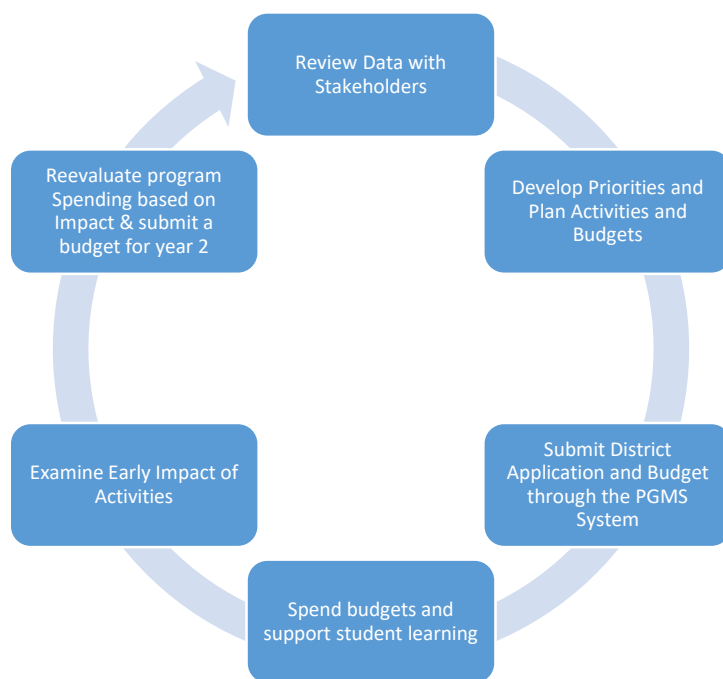 Review Data with
Stakeholders
Develop Priorities and
Plan Activities and
Budgets
Submit District
Application and Budget
through the PGMS
System
Spend budgets and
support student learning
Examine Early Impact of
Activities
Reevaluate program
Spending based on
Impact & submit a
budget for year 2